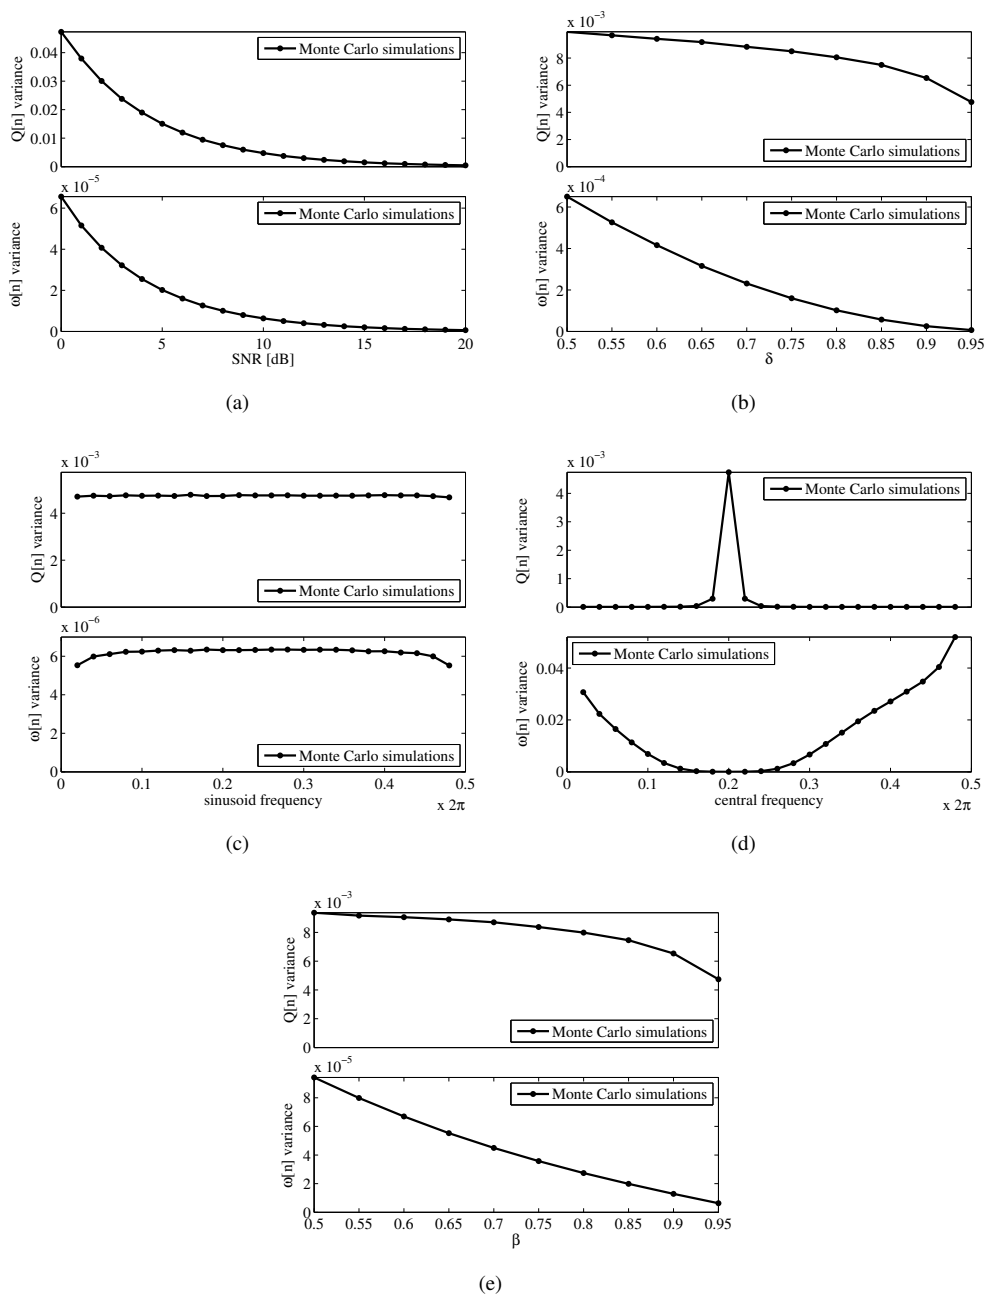 0.04
0.03
0.02
0.01
0
Q[n] variance
Monte Carlo simulations
x 10⁻⁵
6
4
2
0
ω[n] variance
Monte Carlo simulations
0 5 10 15 20
SNR [dB]
(a)
x 10⁻³
8
6
4
2
0
Q[n] variance
Monte Carlo simulations
x 10⁻⁴
6
4
2
0
ω[n] variance
Monte Carlo simulations
0.5 0.55 0.6 0.65 0.7 0.75 0.8 0.85 0.9 0.95
δ
(b)
x 10⁻³
4
2
0
Q[n] variance
Monte Carlo simulations
x 10⁻⁶
6
4
2
0
ω[n] variance
Monte Carlo simulations
0 0.1 0.2 0.3 0.4 0.5
sinusoid frequency
x 2π
(c)
x 10⁻³
4
3
2
1
0
Q[n] variance
Monte Carlo simulations
0.04
0.02
0
ω[n] variance
Monte Carlo simulations
0 0.1 0.2 0.3 0.4 0.5
central frequency
x 2π
(d)
x 10⁻³
8
6
4
2
0
Q[n] variance
Monte Carlo simulations
x 10⁻⁵
8
6
4
2
0
ω[n] variance
Monte Carlo simulations
0.5 0.55 0.6 0.65 0.7 0.75 0.8 0.85 0.9 0.95
β
(e)